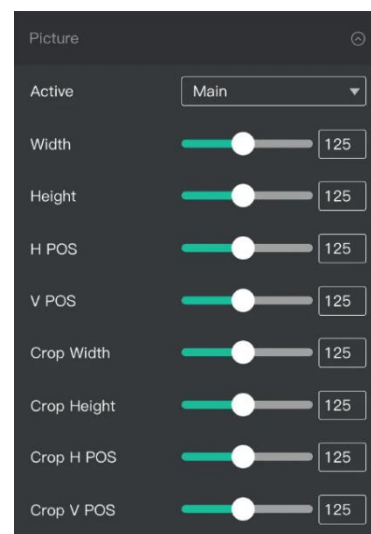 Picture
Active Main
Width 125
Height 125
H POS 125
V POS 125
Crop Width 125
Crop Height 125
Crop H POS 125
Crop V POS 125